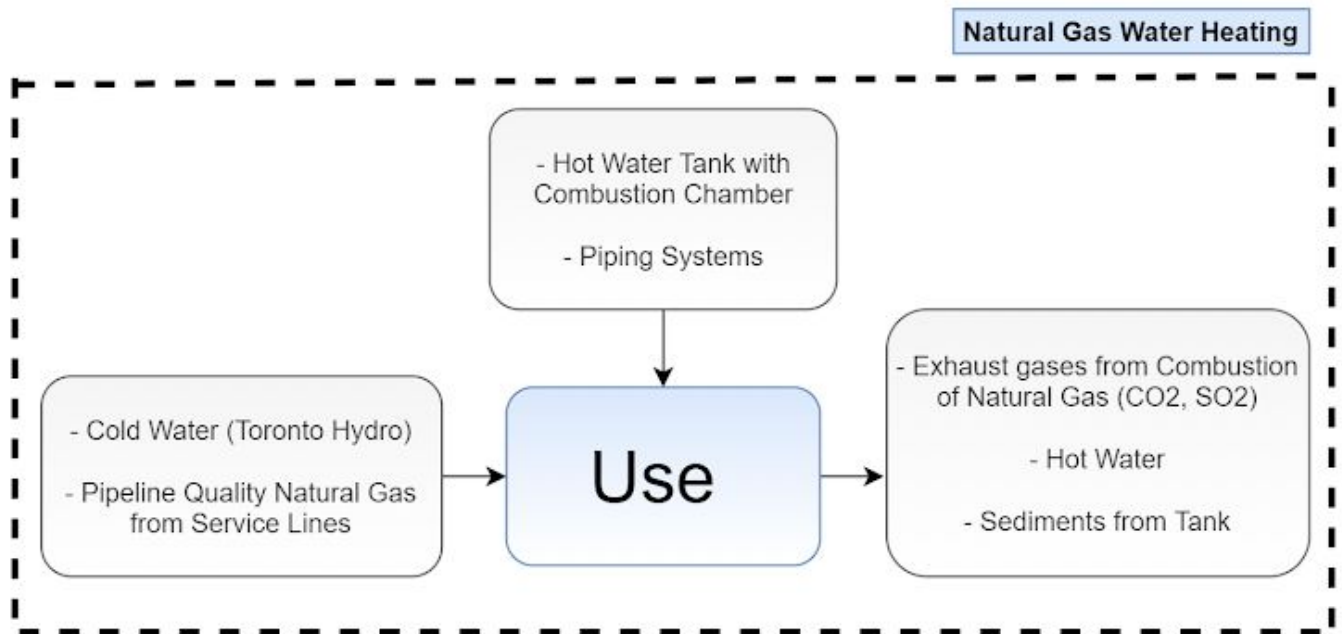 Natural Gas Water Heating
- Hot Water Tank with
Combustion Chamber
- Piping Systems
- Cold Water (Toronto Hydro)
- Pipeline Quality Natural Gas
from Service Lines
Use
- Exhaust gases from Combustion
of Natural Gas (CO2, SO2)
- Hot Water
- Sediments from Tank